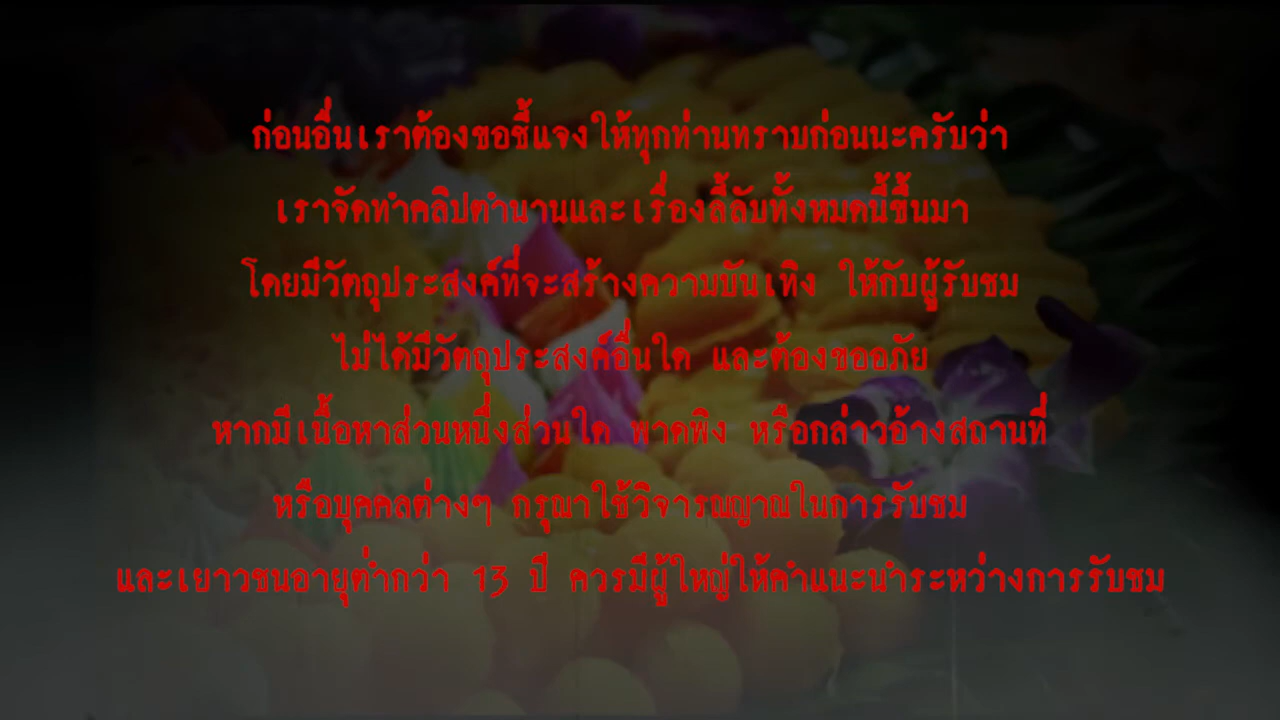 ก่อนอื่นเราต้องขอชี้แจงให้ทุกท่านทราบก่อนนะครับว่า
เราจัดทำคลิปตำนานและเรื่องลี้ลับทั้งหมดนี้ขึ้นมา
โดยมีวัตถุประสงค์ที่จะสร้างความบันเทิง ให้กับผู้รับชม
ไม่ได้มีวัตถุประสงค์อื่นใด และต้องขออภัย
หากมีเนื้อหาส่วนหนึ่งส่วนใด พาดพิง หรือกล่าวอ้างสถานที่
หรือบุคคลต่างๆ กรุณาใช้วิจารณญาณในการรับชม
และเยาวชนอายุต่ำกว่า 13 ปี ควรมีผู้ใหญ่ให้คำแนะนำระหว่างการรับชม